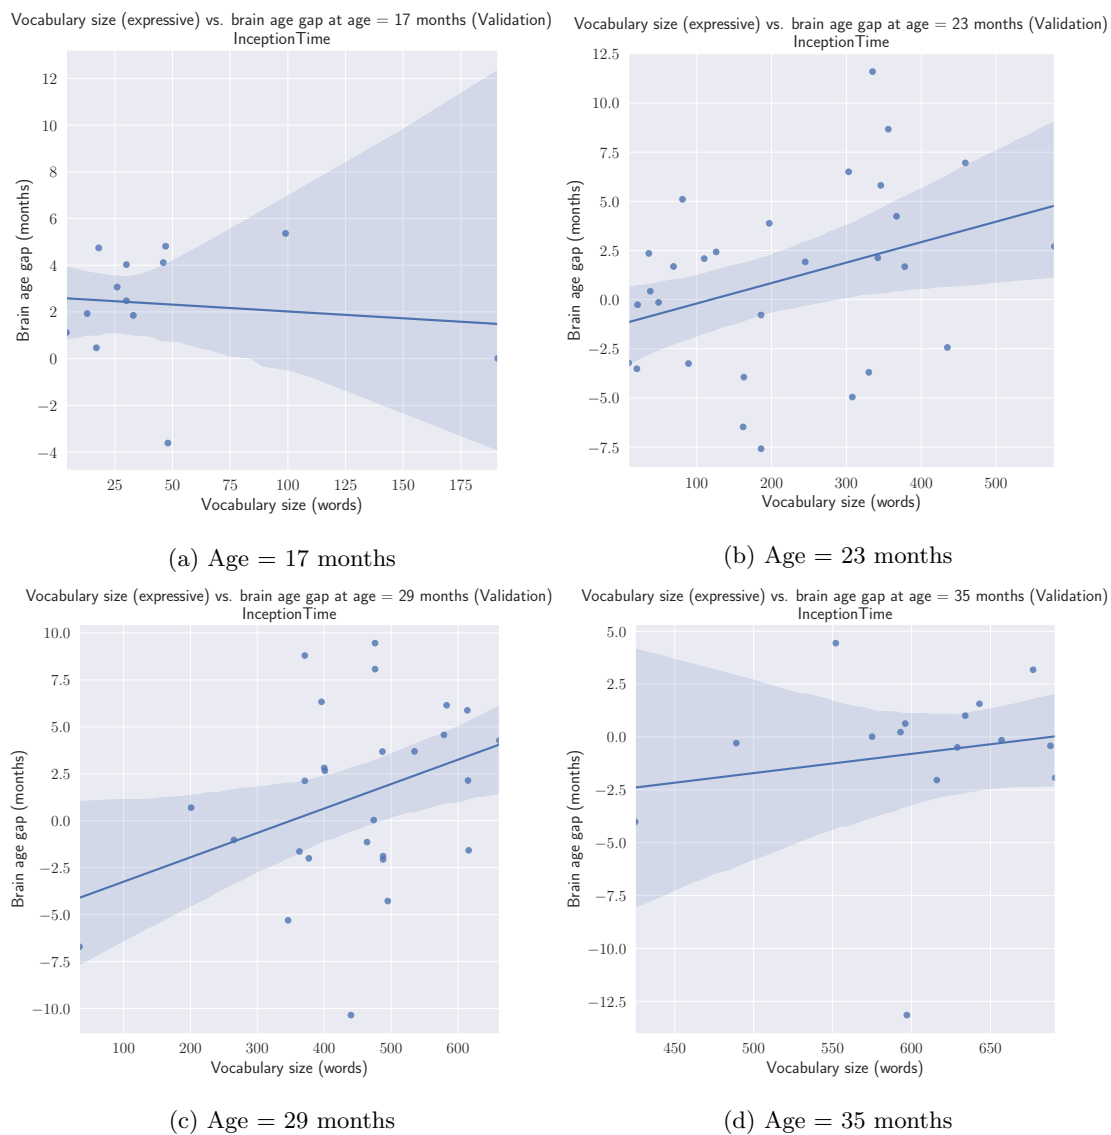 Vocabulary size (expressive) vs. brain age gap at age = 17 months (Validation)
InceptionTime
Brain age gap (months)
12
10
8
6
4
2
0
−2
−4
25 50 75 100 125 150 175
Vocabulary size (words)
(a) Age = 17 months
Vocabulary size (expressive) vs. brain age gap at age = 23 months (Validation)
InceptionTime
Brain age gap (months)
12.5
10.0
7.5
5.0
2.5
0.0
−2.5
−5.0
−7.5
100 200 300 400 500
Vocabulary size (words)
(b) Age = 23 months
Vocabulary size (expressive) vs. brain age gap at age = 29 months (Validation)
InceptionTime
Brain age gap (months)
10.0
7.5
5.0
2.5
0.0
−2.5
−5.0
−7.5
−10.0
100 200 300 400 500 600
Vocabulary size (words)
(c) Age = 29 months
Vocabulary size (expressive) vs. brain age gap at age = 35 months (Validation)
InceptionTime
Brain age gap (months)
5.0
2.5
0.0
−2.5
−5.0
−7.5
−10.0
−12.5
450 500 550 600 650
Vocabulary size (words)
(d) Age = 35 months